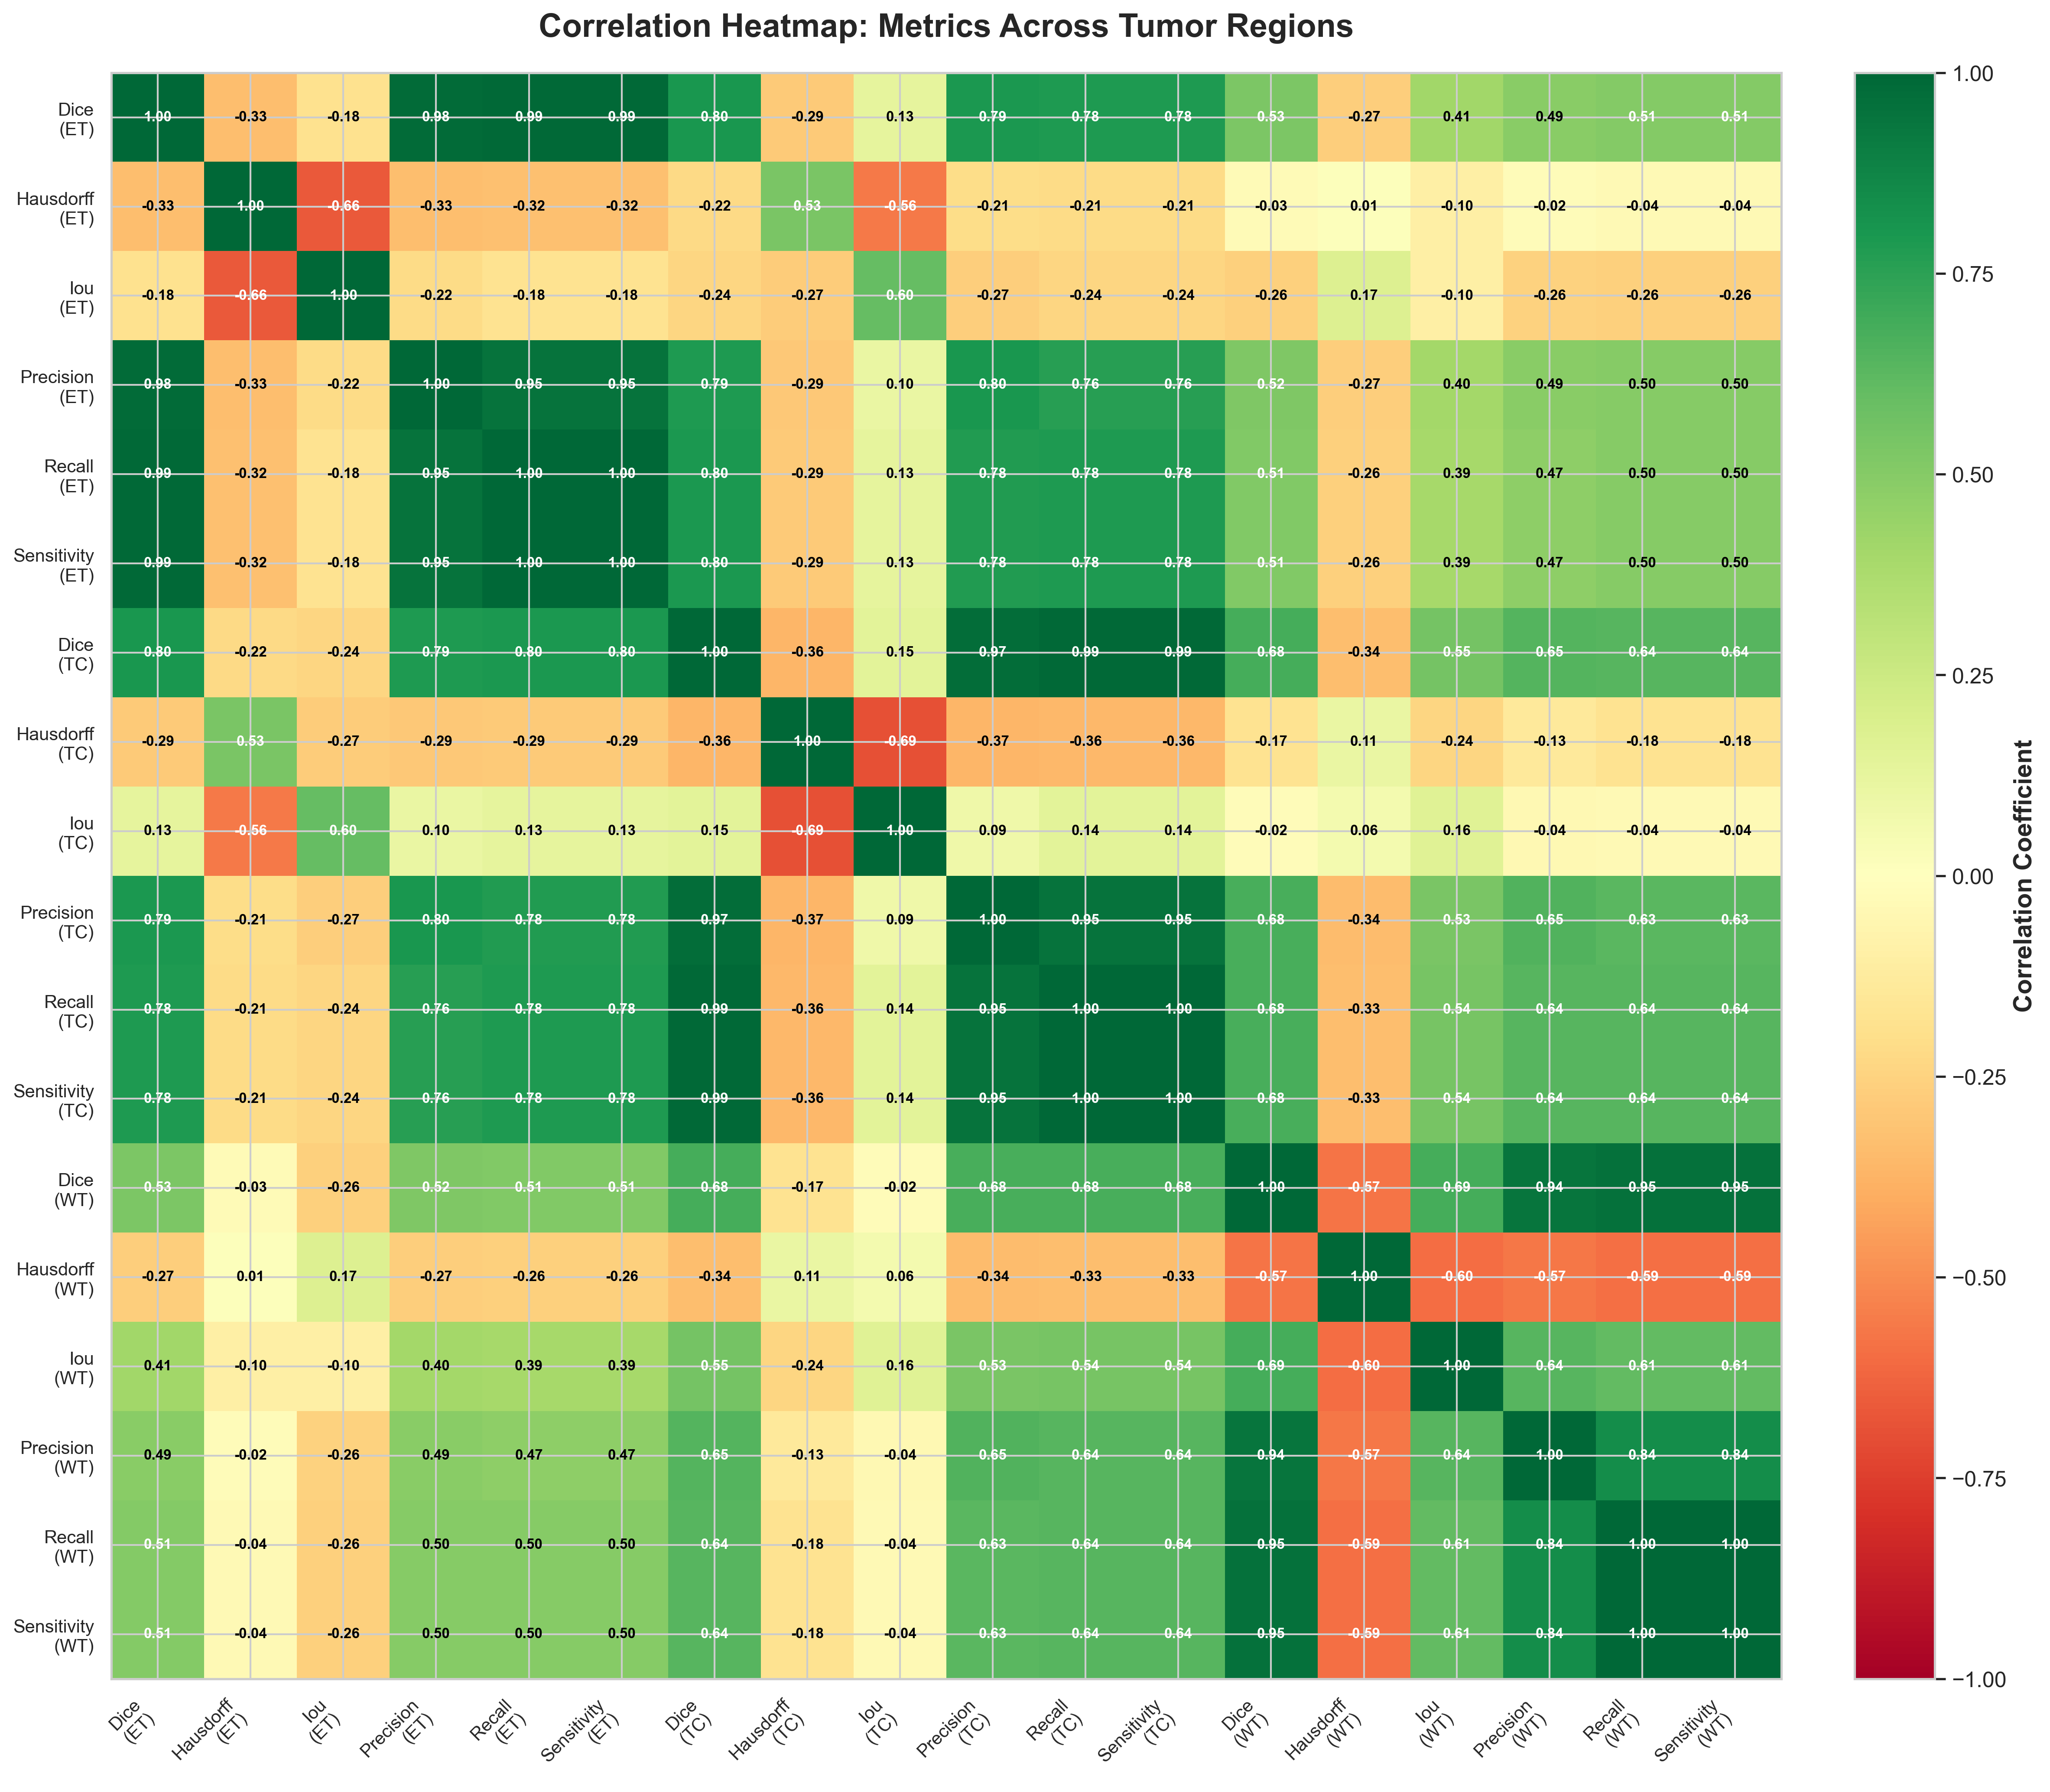 Correlation Heatmap: Metrics Across Tumor Regions
Dice
(ET)
1.00 -0.33 -0.18 0.98 0.99 0.99 0.80 -0.29 0.13 0.79 0.78 0.78 0.53 -0.27 0.41 0.49 0.51 0.51
Hausdorff
(ET)
-0.33 1.00 -0.66 -0.33 -0.32 -0.32 -0.22 0.53 -0.56 -0.21 -0.21 -0.21 -0.03 0.01 -0.10 -0.02 -0.04 -0.04
Iou
(ET)
-0.18 -0.66 1.00 -0.22 -0.18 -0.18 -0.24 -0.27 0.60 -0.27 -0.24 -0.24 -0.26 0.17 -0.10 -0.26 -0.26 -0.26
Precision
(ET)
0.98 -0.33 -0.22 1.00 0.95 0.95 0.79 -0.29 0.10 0.80 0.76 0.76 0.52 -0.27 0.40 0.49 0.50 0.50
Recall
(ET)
0.99 -0.32 -0.18 0.95 1.00 1.00 0.80 -0.29 0.13 0.78 0.78 0.78 0.51 -0.26 0.39 0.47 0.50 0.50
Sensitivity
(ET)
0.99 -0.32 -0.18 0.95 1.00 1.00 0.80 -0.29 0.13 0.78 0.78 0.78 0.51 -0.26 0.39 0.47 0.50 0.50
Dice
(TC)
0.80 -0.22 -0.24 0.79 0.80 0.80 1.00 -0.36 0.15 0.97 0.99 0.99 0.68 -0.34 0.55 0.65 0.64 0.64
Hausdorff
(TC)
-0.29 0.53 -0.27 -0.29 -0.29 -0.29 -0.36 1.00 -0.69 -0.37 -0.36 -0.36 -0.17 0.11 -0.24 -0.13 -0.18 -0.18
Iou
(TC)
0.13 -0.56 0.60 0.10 0.13 0.13 0.15 -0.69 1.00 0.09 0.14 0.14 -0.02 0.06 0.16 -0.04 -0.04 -0.04
Precision
(TC)
0.79 -0.21 -0.27 0.80 0.78 0.78 0.97 -0.37 0.09 1.00 0.95 0.95 0.68 -0.34 0.53 0.65 0.63 0.63
Recall
(TC)
0.78 -0.21 -0.24 0.76 0.78 0.78 0.99 -0.36 0.14 0.95 1.00 1.00 0.68 -0.33 0.54 0.64 0.64 0.64
Sensitivity
(TC)
0.78 -0.21 -0.24 0.76 0.78 0.78 0.99 -0.36 0.14 0.95 1.00 1.00 0.68 -0.33 0.54 0.64 0.64 0.64
Dice
(WT)
0.53 -0.03 -0.26 0.52 0.51 0.51 0.68 -0.17 -0.02 0.68 0.68 0.68 1.00 -0.57 0.69 0.94 0.95 0.95
Hausdorff
(WT)
-0.27 0.01 0.17 -0.27 -0.26 -0.26 -0.34 0.11 0.06 -0.34 -0.33 -0.33 -0.57 1.00 -0.60 -0.57 -0.59 -0.59
Iou
(WT)
0.41 -0.10 -0.10 0.40 0.39 0.39 0.55 -0.24 0.16 0.53 0.54 0.54 0.69 -0.60 1.00 0.64 0.61 0.61
Precision
(WT)
0.49 -0.02 -0.26 0.49 0.47 0.47 0.65 -0.13 -0.04 0.65 0.64 0.64 0.94 -0.57 0.64 1.00 0.84 0.84
Recall
(WT)
0.51 -0.04 -0.26 0.50 0.50 0.50 0.64 -0.18 -0.04 0.63 0.64 0.64 0.95 -0.59 0.61 0.84 1.00 1.00
Sensitivity
(WT)
0.51 -0.04 -0.26 0.50 0.50 0.50 0.64 -0.18 -0.04 0.63 0.64 0.64 0.95 -0.59 0.61 0.84 1.00 1.00
Dice
(ET)
Hausdorff
(ET)
Iou
(ET)
Precision
(ET)
Recall
(ET)
Sensitivity
(ET)
Dice
(TC)
Hausdorff
(TC)
Iou
(TC)
Precision
(TC)
Recall
(TC)
Sensitivity
(TC)
Dice
(WT)
Hausdorff
(WT)
Iou
(WT)
Precision
(WT)
Recall
(WT)
Sensitivity
(WT)
1.00
0.75
0.50
0.25
0.00
−0.25
−0.50
−0.75
−1.00
Correlation Coefficient